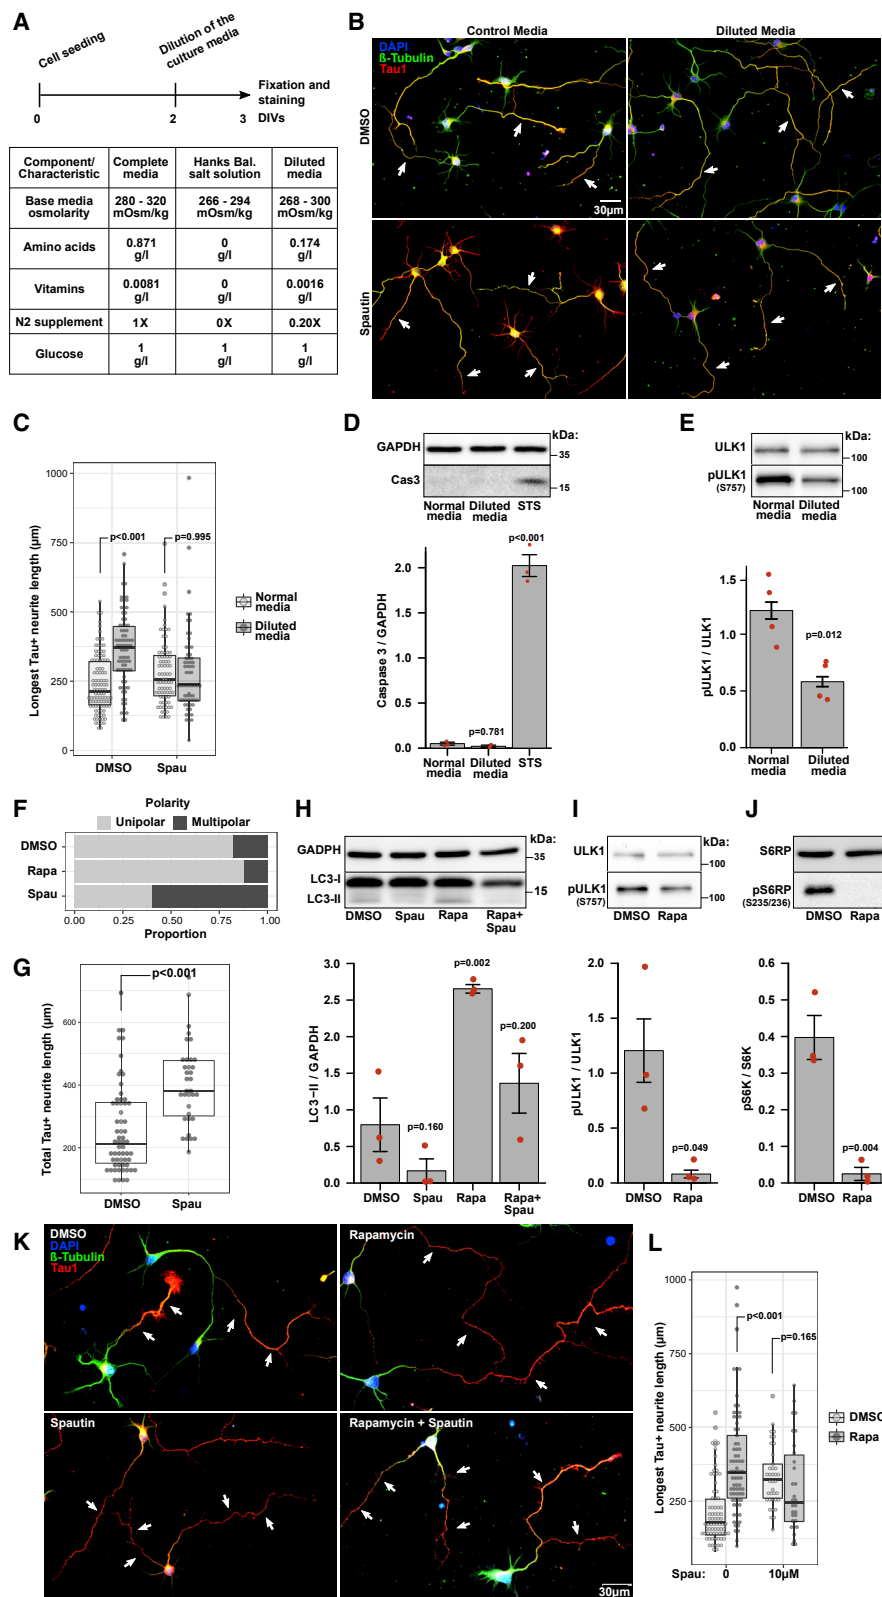 A
Cell seeding
Dilution of the
culture media
Fixation and
staining
0
2
3
DIVs
Component/
Characteristic
Complete
media
Hanks Bal.
salt solution
Diluted
media
Base media
osmolarity
280 - 320
mOsm/kg
266 - 294
mOsm/kg
268 - 300
mOsm/kg
Amino acids
0.871
g/l
0
0.174
g/l
Vitamins
0.0081
g/l
0
0.0016
g/l
N2 supplement
1X
0X
0.20X
Glucose
1
g/l
1
g/l
1
g/l
B
Control Media
Diluted Media
DAPI
ß-Tubulin
Tau1
DMSO
30µm
Spautin
C
Longest Tau+ neurite length (µm)
1000
750
500
250
0
p<0.001
p=0.995
DMSO
Spau
Normal
media
Diluted
media
D
kDa:
GAPDH
35
Cas3
15
Normal
media
Diluted
media
STS
Caspase 3 / GAPDH
2.0
1.5
1.0
0.5
0.0
p<0.001
p=0.781
Normal
media
Diluted
media
STS
E
kDa:
ULK1
100
pULK1
(S757)
100
Normal
media
Diluted
media
pULK1 / ULK1
1.5
1.0
0.5
0.0
p=0.012
Normal
media
Diluted
media
F
Polarity
Unipolar
Multipolar
DMSO
Rapa
Spau
0.00
0.25
0.50
0.75
1.00
Proportion
G
Total Tau+ neurite length (µm)
p<0.001
600
400
200
DMSO
Spau
H
kDa:
GADPH
35
LC3-I
15
LC3-II
DMSO
Spau
Rapa
Rapa+
Spau
LC3−II / GAPDH
3.0
2.5
2.0
1.5
1.0
0.5
0.0
p=0.160
p=0.002
p=0.200
DMSO
Spau
Rapa
Rapa+
Spau
I
kDa:
ULK1
100
pULK1
(S757)
100
DMSO
Rapa
pULK1 / ULK1
2.0
1.5
1.0
0.5
0.0
p=0.049
DMSO
Rapa
J
S6RP
pS6RP
(S235/236)
DMSO
Rapa
pS6K / S6K
0.6
0.4
0.3
0.2
0.1
0.0
p=0.004
DMSO
Rapa
K
DMSO
DAPI
ß-Tubulin
Tau1
Rapamycin
Spautin
Rapamycin + Spautin
30µm
L
Longest Tau+ neurite length (µm)
1000
750
500
250
p<0.001
p=0.165
DMSO
Rapa
Spau:
0
10µM